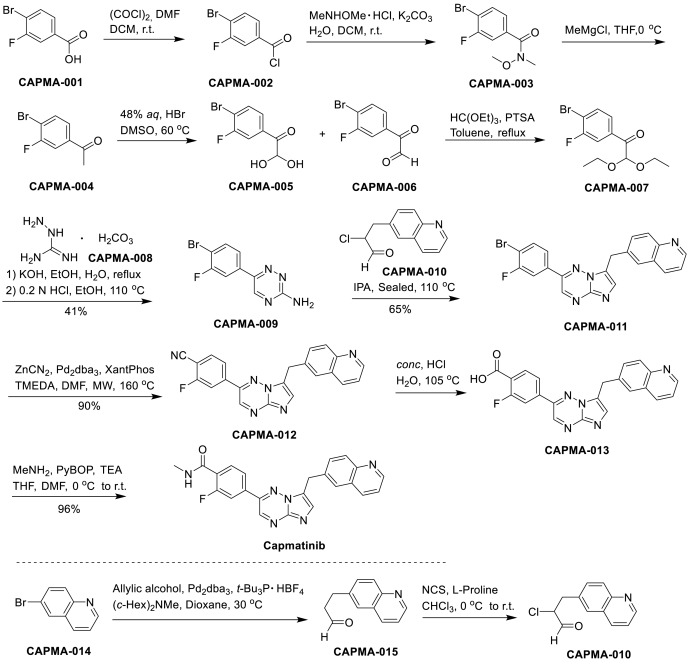 (COCl)2, DMF
DCM, r.t.
MeNHOMe·HCl, K2CO3
H2O, DCM, r.t.
MeMgCl, THF,0 °C
Br
F
O
OH
CAPMA-001
Br
F
O
Cl
CAPMA-002
Br
F
O
N
O
CAPMA-003
Br
F
O
CAPMA-004
48% aq, HBr
DMSO, 60 °C
Br
F
O
HO OH
CAPMA-005
+
Br
F
O
O H
CAPMA-006
HC(OEt)3, PTSA
Toluene, reflux
Br
F
O
O O
CAPMA-007
H2N
NH
H2N NH
· H2CO3
CAPMA-008
1) KOH, EtOH, H2O, reflux
2) 0.2 N HCl, EtOH, 110 °C
41%
Br
F
N N
N NH2
CAPMA-009
N
Cl
H O
CAPMA-010
IPA, Sealed, 110 °C
65%
Br
F
N N
N N
N
CAPMA-011
ZnCN2, Pd2dba3, XantPhos
TMEDA, DMF, MW, 160 °C
90%
NC
F
N N
N N
N
CAPMA-012
conc, HCl
H2O, 105 °C
O
HO
F
N N
N N
N
CAPMA-013
MeNH2, PyBOP, TEA
THF, DMF, 0 °C to r.t.
96%
O
N
H
F
N N
N N
N
Capmatinib
Br
N
CAPMA-014
Allylic alcohol, Pd2dba3, t-Bu3P·HBF4
(c-Hex)2NMe, Dioxane, 30 °C
N
H O
CAPMA-015
NCS, L-Proline
CHCl3, 0 °C to r.t.
N
Cl
H O
CAPMA-010